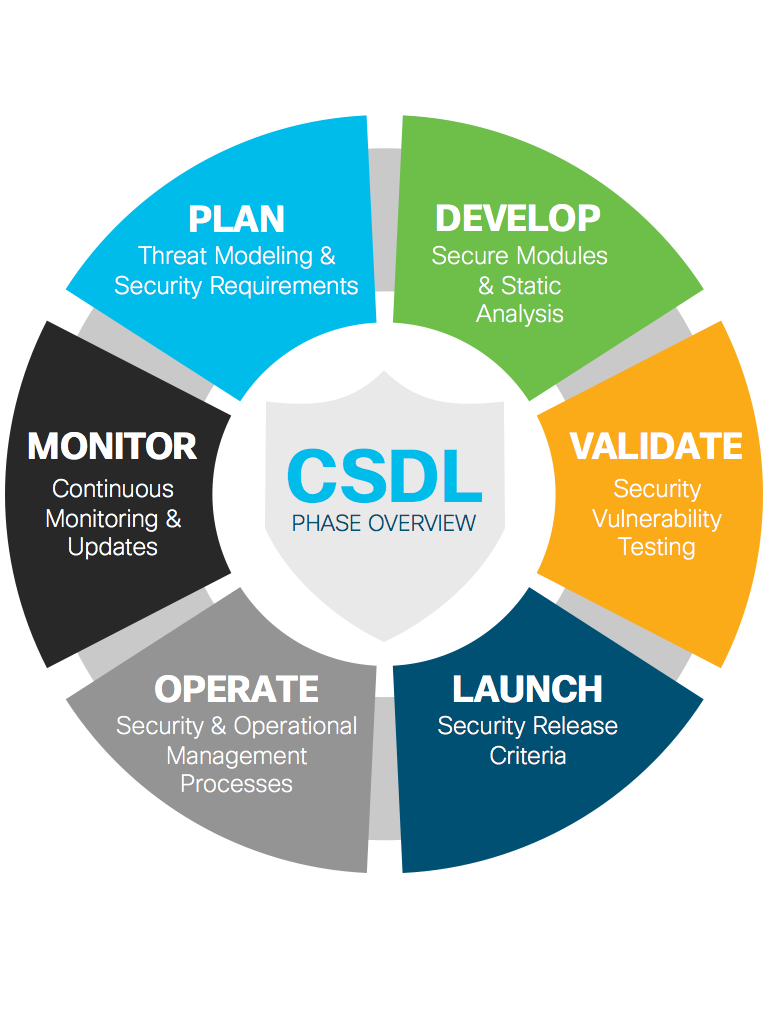 PLAN
Threat Modeling &
Security Requirements
DEVELOP
Secure Modules
& Static
Analysis
VALIDATE
Security
Vulnerability
Testing
LAUNCH
Security Release
Criteria
OPERATE
Security & Operational
Management
Processes
MONITOR
Continuous
Monitoring &
Updates
CSDL
PHASE OVERVIEW